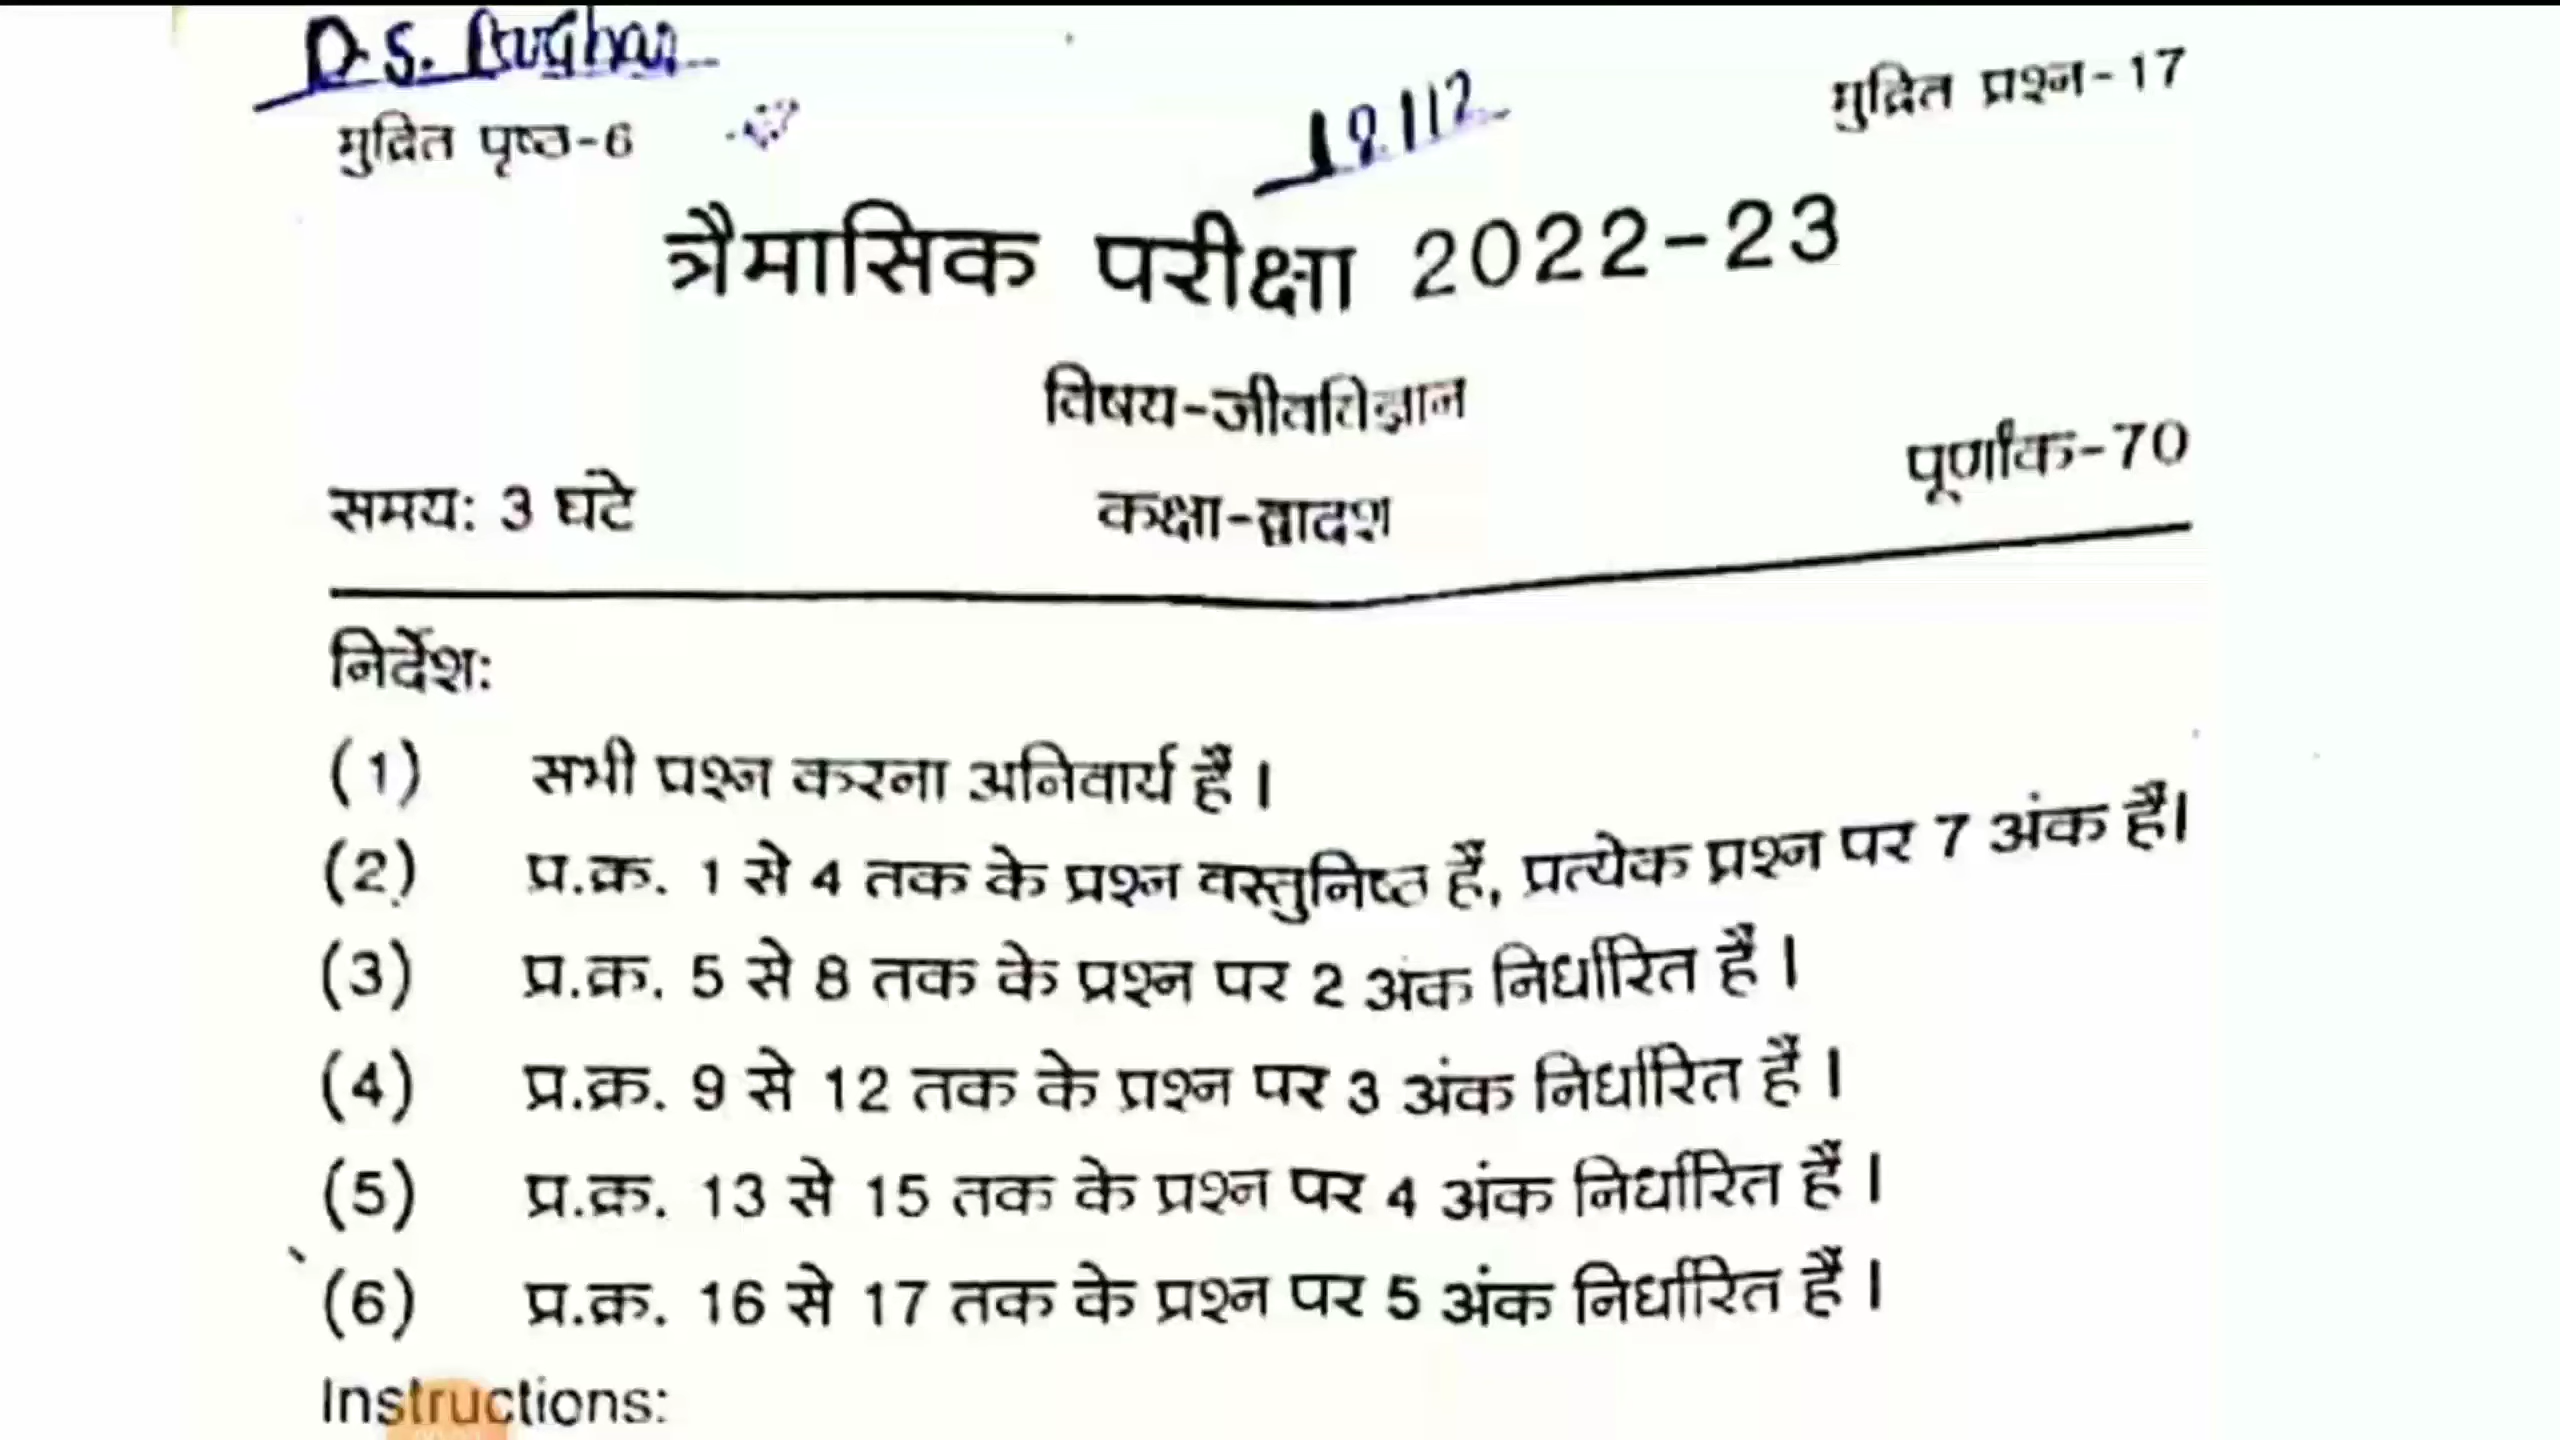 D.S.
मुद्रित प्रश्न-17
मुद्रित पृष्ठ-6
त्रैमासिक परीक्षा 2022-23
विषय-जीवविज्ञान
पूर्णांक-70
समय: 3 घंटे
कक्षा-द्वादश
निर्देश:
(1) सभी प्रश्न करना अनिवार्य हैं।
(2) प्र.क्र. 1 से 4 तक के प्रश्न वस्तुनिष्ठ हैं, प्रत्येक प्रश्न पर 7 अंक हैं।
(3) प्र.क्र. 5 से 8 तक के प्रश्न पर 2 अंक निर्धारित हैं।
(4) प्र.क्र. 9 से 12 तक के प्रश्न पर 3 अंक निर्धारित हैं।
(5) प्र.क्र. 13 से 15 तक के प्रश्न पर 4 अंक निर्धारित हैं।
(6) प्र.क्र. 16 से 17 तक के प्रश्न पर 5 अंक निर्धारित हैं।
Instructions: